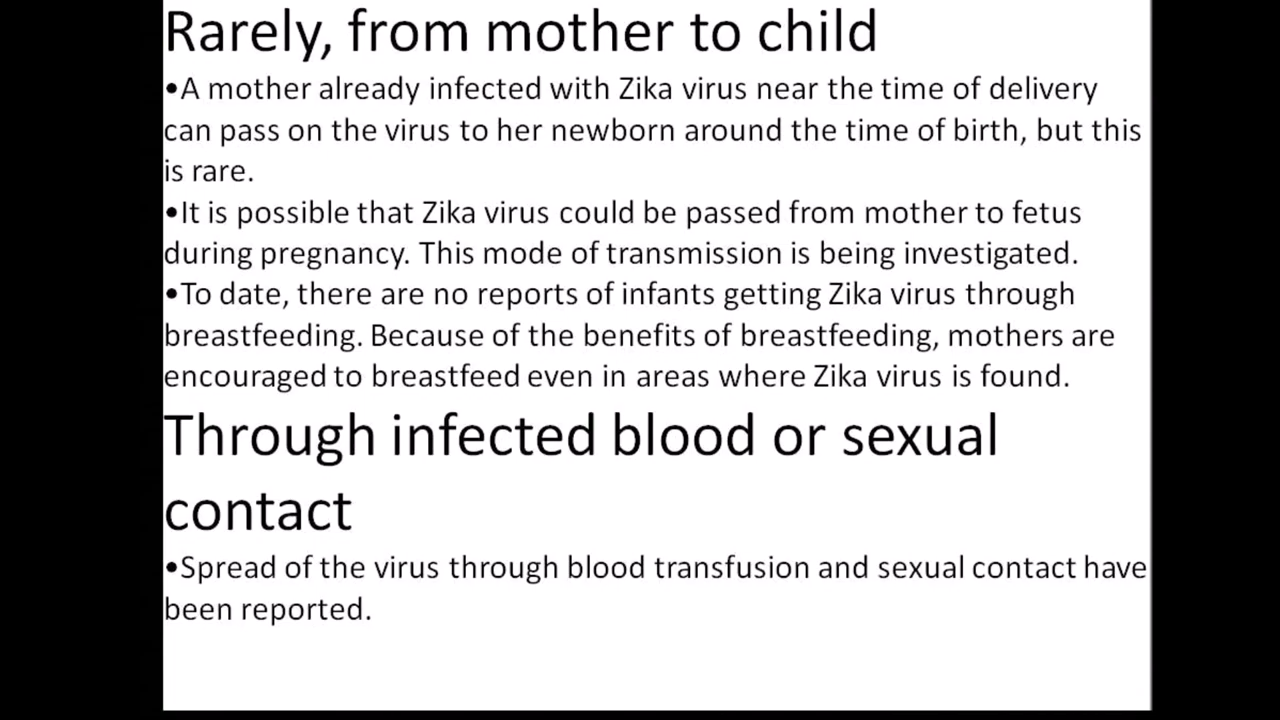 Rarely, from mother to child
•A mother already infected with Zika virus near the time of delivery
can pass on the virus to her newborn around the time of birth, but this
is rare.
•It is possible that Zika virus could be passed from mother to fetus
during pregnancy. This mode of transmission is being investigated.
•To date, there are no reports of infants getting Zika virus through
breastfeeding. Because of the benefits of breastfeeding, mothers are
encouraged to breastfeed even in areas where Zika virus is found.
Through infected blood or sexual
contact
•Spread of the virus through blood transfusion and sexual contact have
been reported.